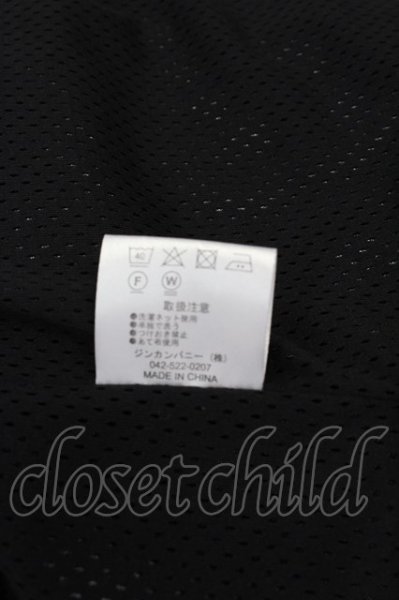 40
F W
取扱注意
●洗濯ネット使用
●単独で洗う
●つけおき禁止
●あて布使用
ジンカンパニー（株）
042-522-0207
MADE IN CHINA
closetchild